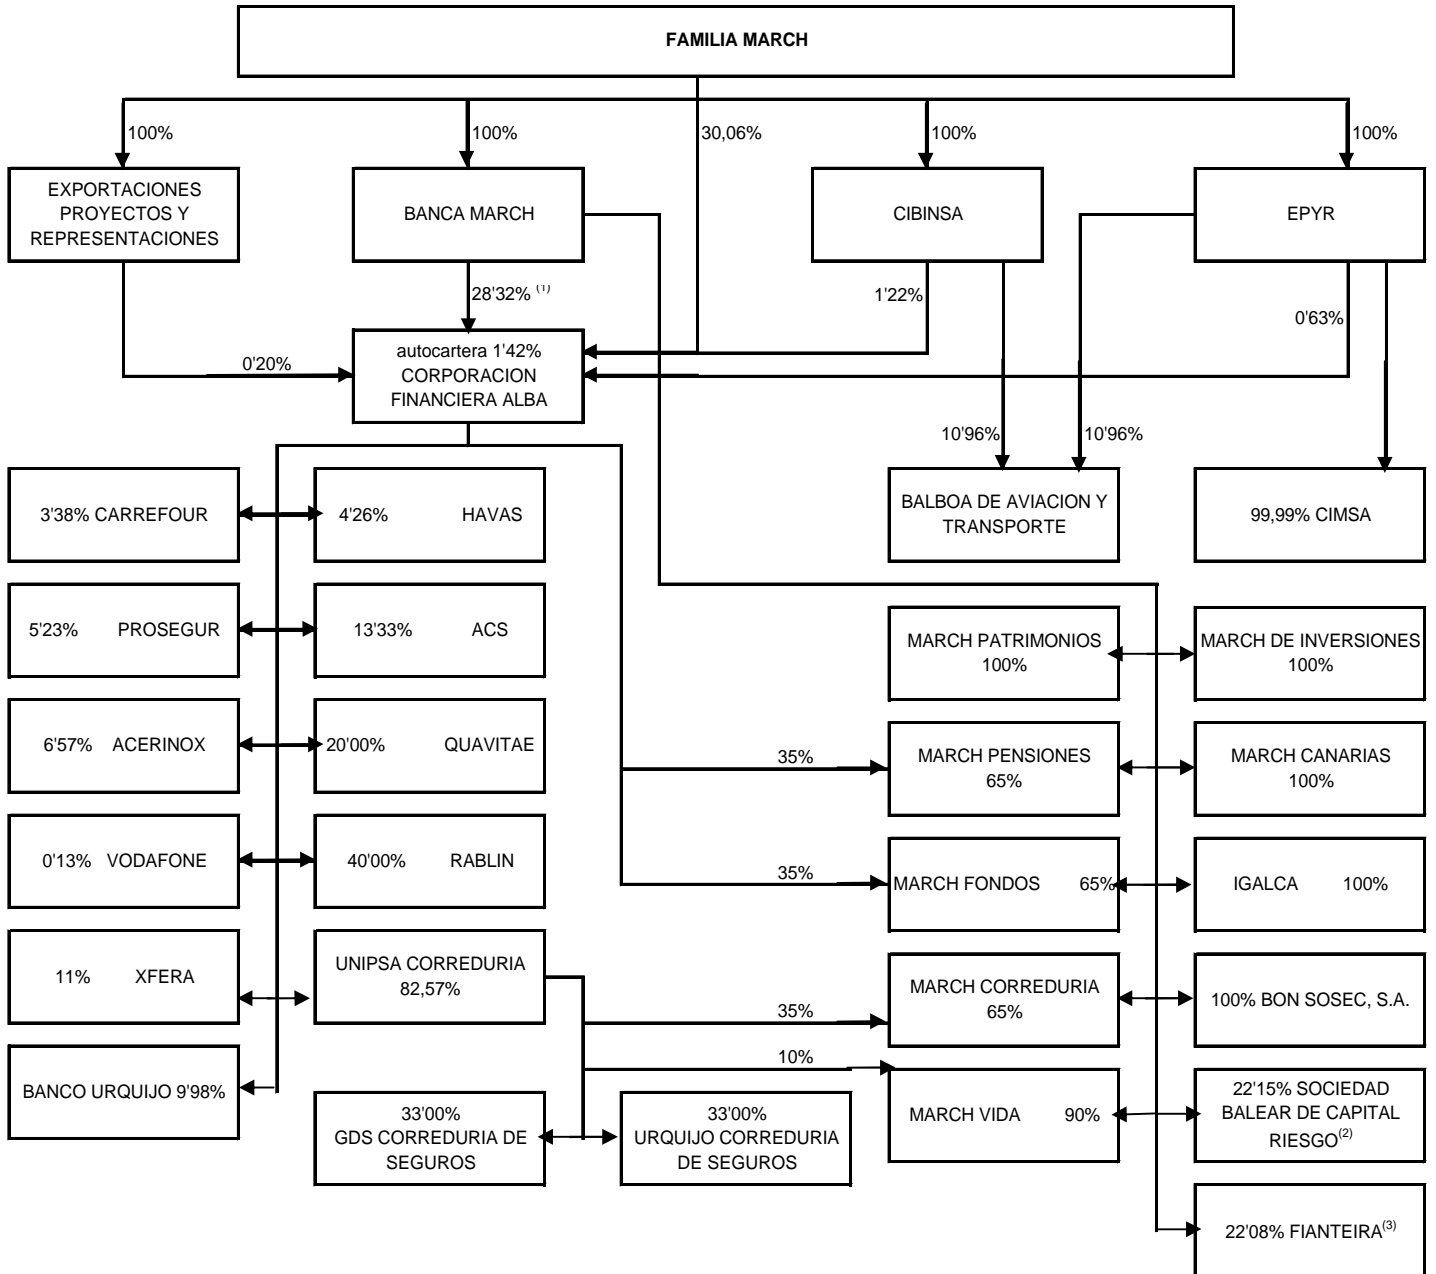 FAMILIA MARCH
100%
100%
30,06%
100%
100%
EXPORTACIONES
PROYECTOS Y
REPRESENTACIONES
BANCA MARCH
CIBINSA
EPYR
28'32% (1)
1'22%
0'63%
0'20%
autocartera 1'42%
CORPORACION
FINANCIERA ALBA
10'96%
10'96%
3'38% CARREFOUR
4'26% HAVAS
BALBOA DE AVIACION Y
TRANSPORTE
99,99% CIMSA
5'23% PROSEGUR
13'33% ACS
MARCH PATRIMONIOS
100%
MARCH DE INVERSIONES
100%
6'57% ACERINOX
20'00% QUAVITAE
35%
MARCH PENSIONES
65%
MARCH CANARIAS
100%
0'13% VODAFONE
40'00% RABLIN
35%
MARCH FONDOS 65%
IGALCA 100%
11% XFERA
UNIPSA CORREDURIA
82,57%
35%
MARCH CORREDURIA
65%
100% BON SOSEC, S.A.
BANCO URQUIJO 9'98%
10%
33'00%
GDS CORREDURIA DE
SEGUROS
33'00%
URQUIJO CORREDURIA
DE SEGUROS
MARCH VIDA 90%
22'15% SOCIEDAD
BALEAR DE CAPITAL
RIESGO(2)
22'08% FIANTEIRA(3)